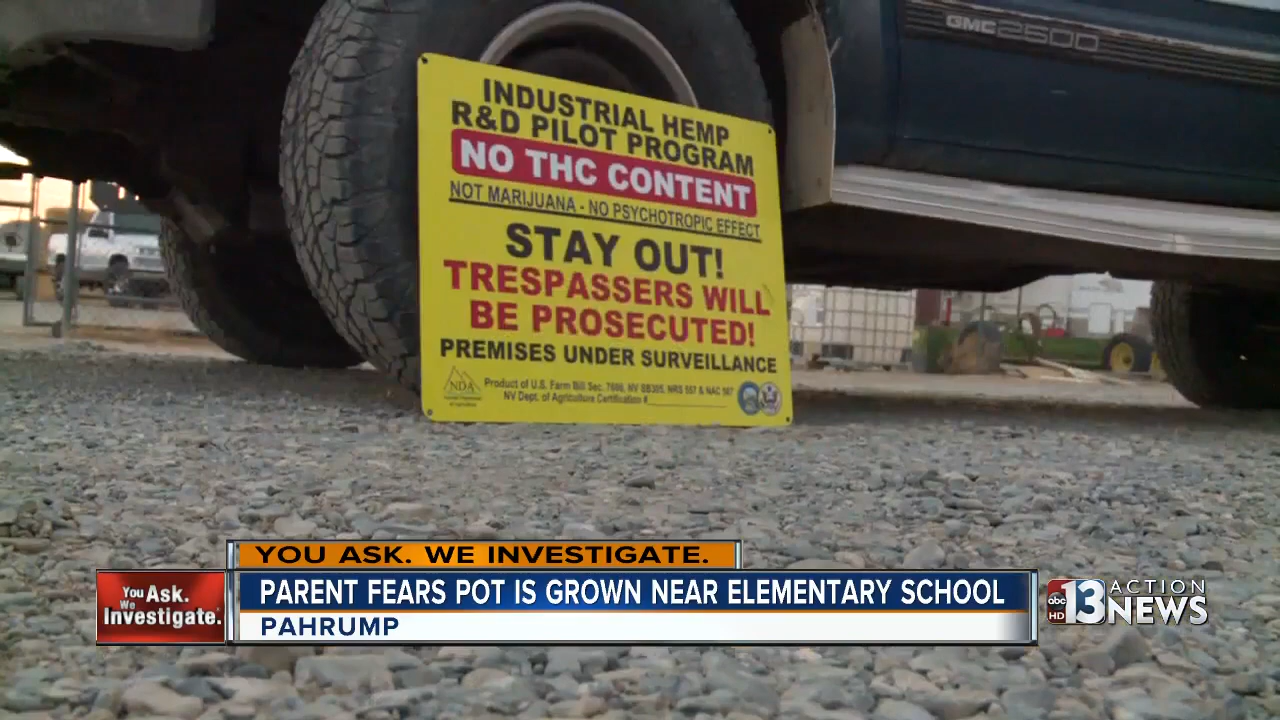 GMC 2500
INDUSTRIAL HEMP
R&D PILOT PROGRAM
NO THC CONTENT
NOT MARIJUANA - NO PSYCHOTROPIC EFFECT
STAY OUT!
TRESPASSERS WILL
BE PROSECUTED!
PREMISES UNDER SURVEILLANCE
NDA
Product of U.S. Farm Bill Sec. 7606, NV SB305, NRS 557 & NAC 557
NV Dept. of Agriculture Certification #
YOU ASK. WE INVESTIGATE.
You Ask.
We
Investigate.
PARENT FEARS POT IS GROWN NEAR ELEMENTARY SCHOOL
PAHRUMP
abc
HD
13
ACTION
NEWS